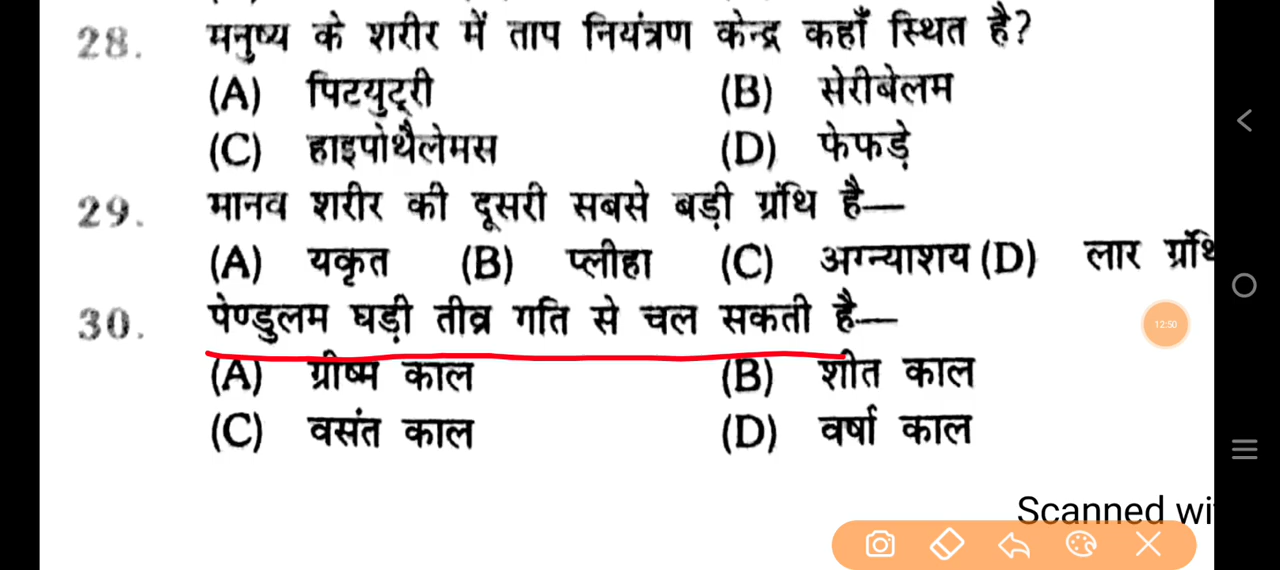 28. मनुष्य के शरीर में ताप नियंत्रण केन्द्र कहाँ स्थित है?
(A) पिटयुट्री (B) सेरीबेलम
(C) हाइपोथैलेमस (D) फेफड़े
29. मानव शरीर की दूसरी सबसे बड़ी ग्रंथि है—
(A) यकृत (B) प्लीहा (C) अग्न्याशय (D) लार ग्रंथि
30. पेण्डुलम घड़ी तीव्र गति से चल सकती है—
(A) ग्रीष्म काल (B) शीत काल
(C) वसंत काल (D) वर्षा काल
12:50
Scanned